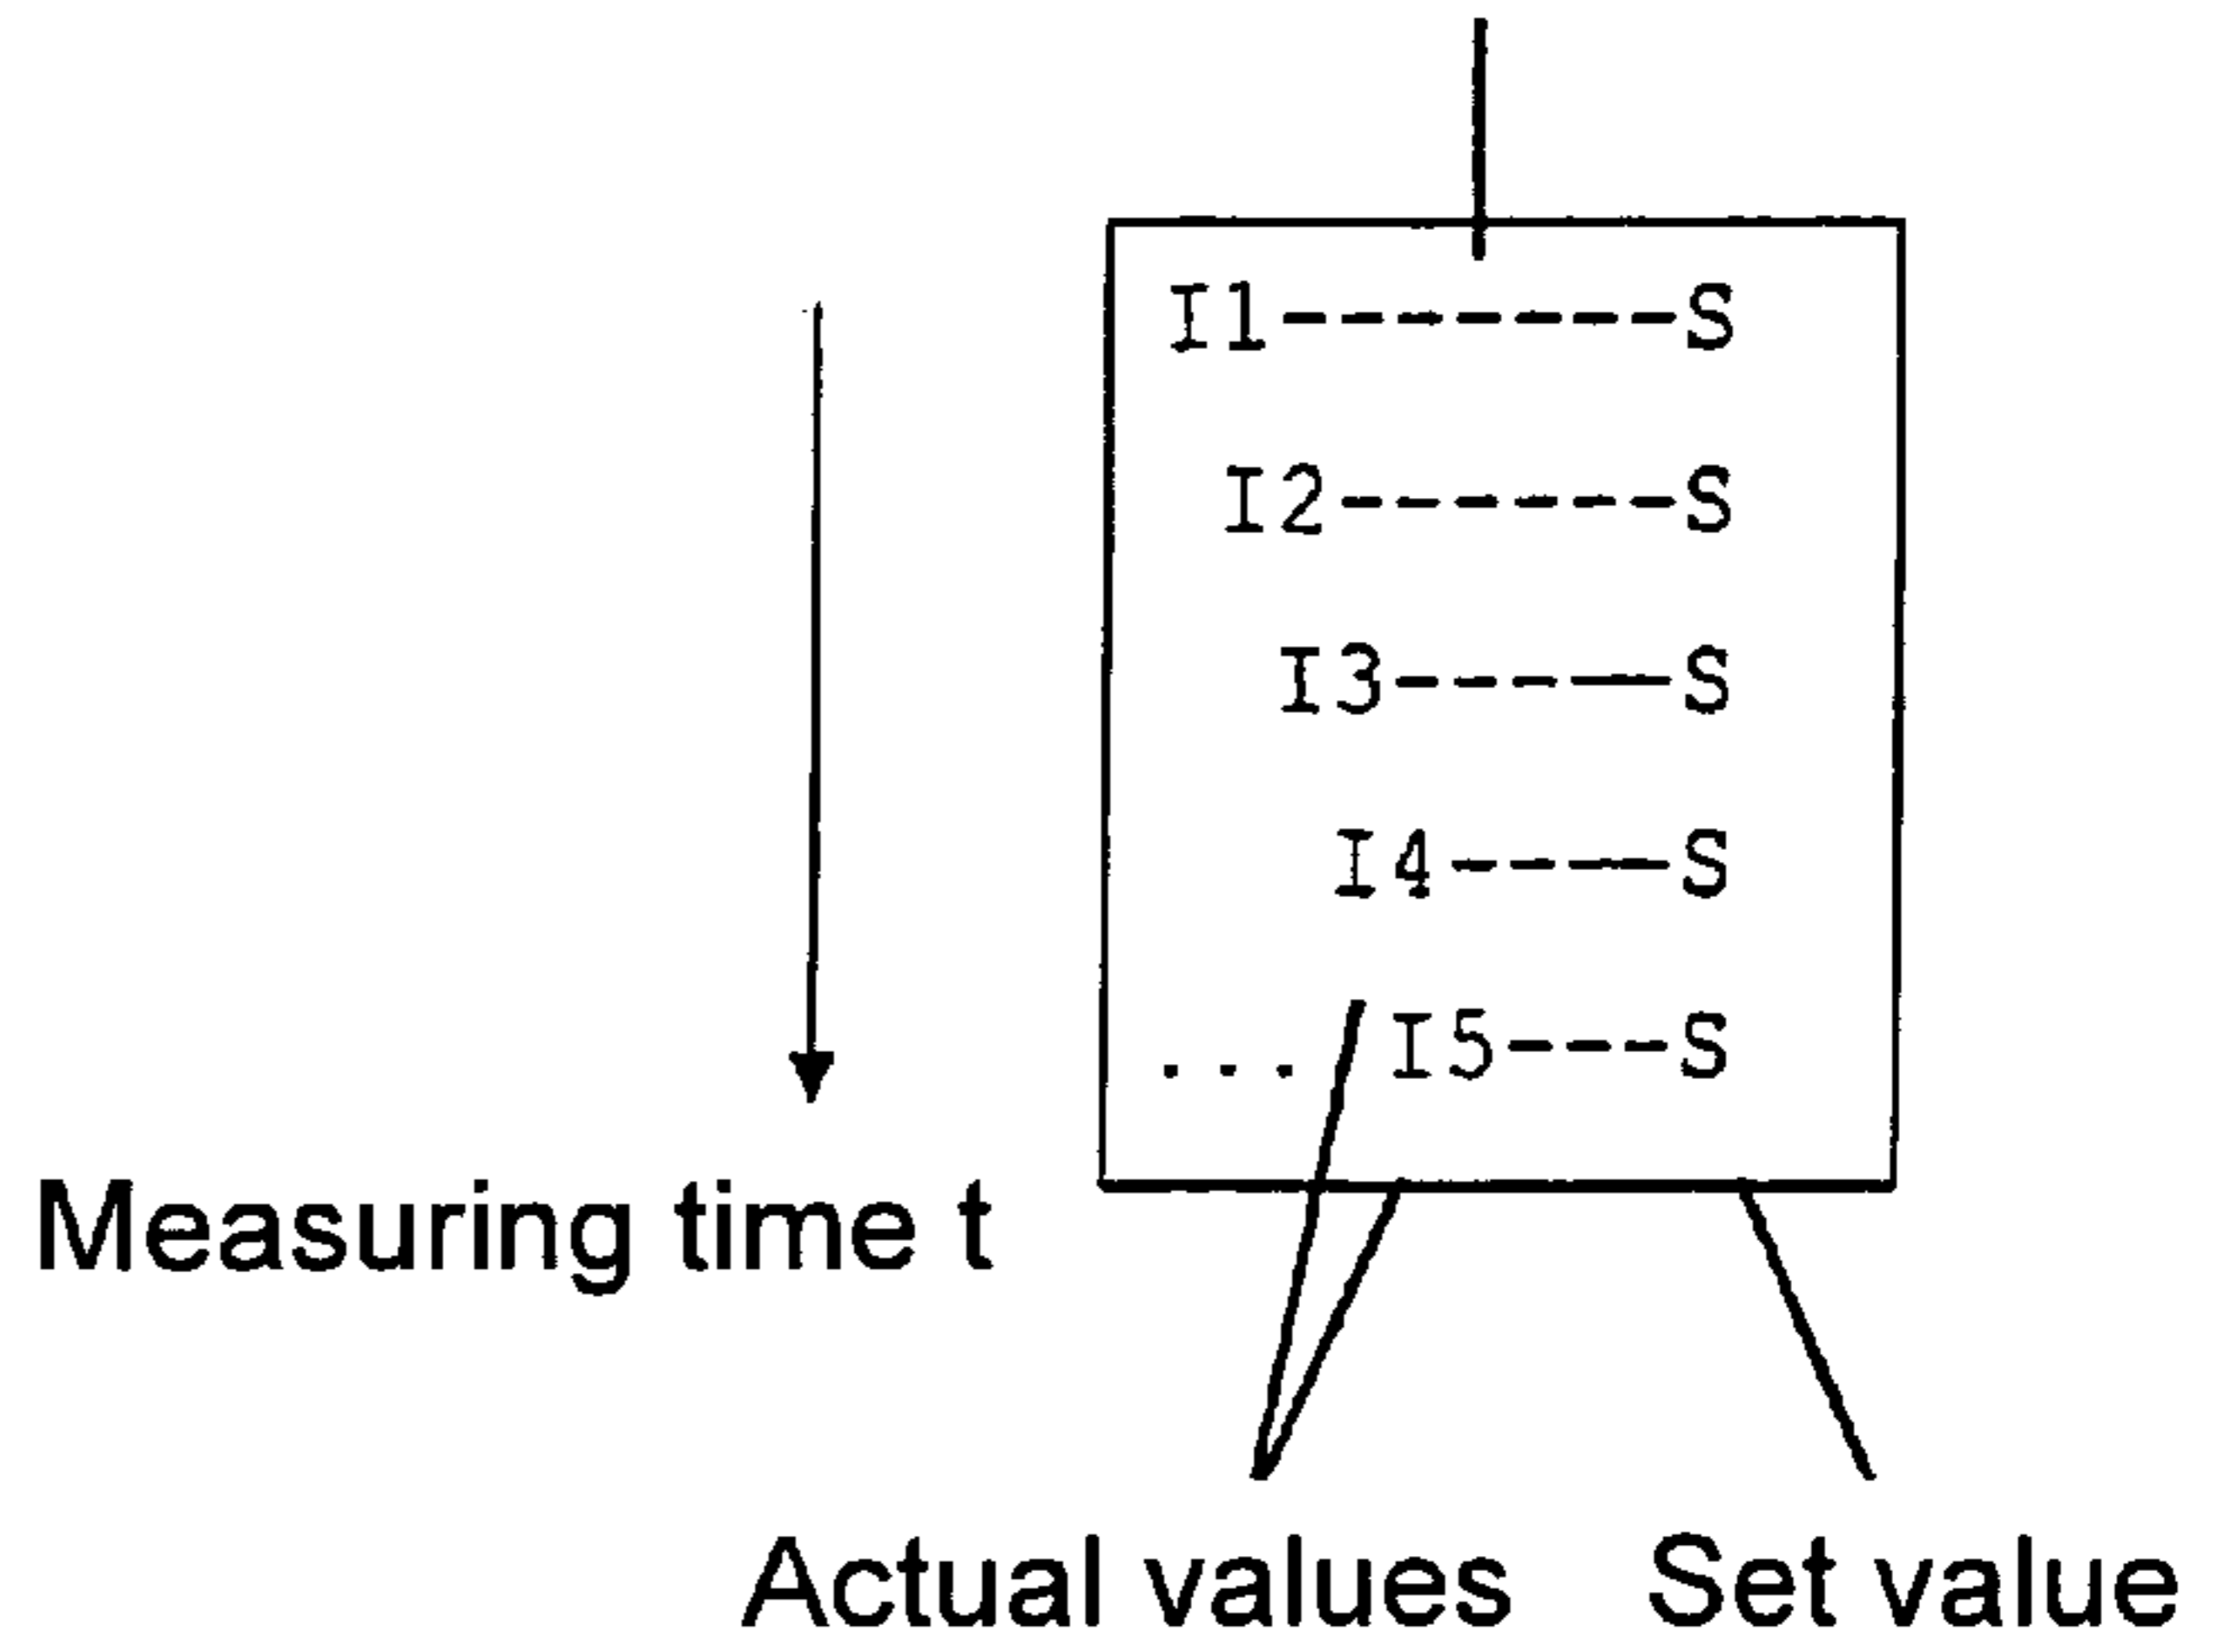 I1-------S
I2------S
I3-----S
I4----S
... I5---S
Measuring time t
Actual values Set value